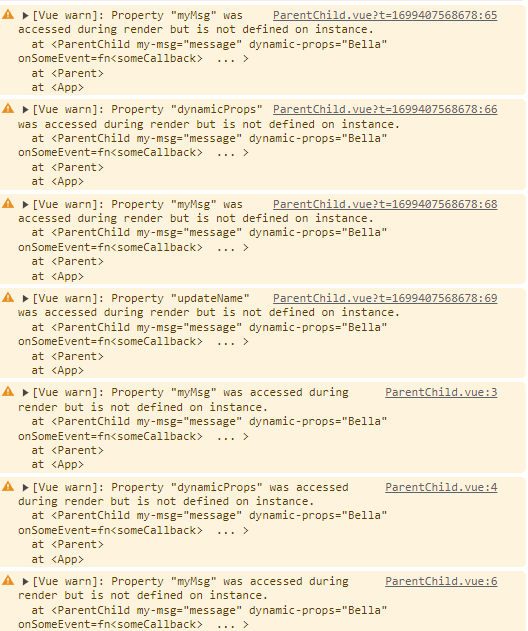 [Vue warn]: Property "myMsg" was ParentChild.vue?t=1699407568678:65
accessed during render but is not defined on instance.
at <ParentChild my-msg="message" dynamic-props="Bella"
onSomeEvent=fn<someCallback> ... >
at <Parent>
at <App>
[Vue warn]: Property "dynamicProps" ParentChild.vue?t=1699407568678:66
was accessed during render but is not defined on instance.
at <ParentChild my-msg="message" dynamic-props="Bella"
onSomeEvent=fn<someCallback> ... >
at <Parent>
at <App>
[Vue warn]: Property "myMsg" was ParentChild.vue?t=1699407568678:68
accessed during render but is not defined on instance.
at <ParentChild my-msg="message" dynamic-props="Bella"
onSomeEvent=fn<someCallback> ... >
at <Parent>
at <App>
[Vue warn]: Property "updateName" ParentChild.vue?t=1699407568678:69
was accessed during render but is not defined on instance.
at <ParentChild my-msg="message" dynamic-props="Bella"
onSomeEvent=fn<someCallback> ... >
at <Parent>
at <App>
[Vue warn]: Property "myMsg" was accessed during ParentChild.vue:3
render but is not defined on instance.
at <ParentChild my-msg="message" dynamic-props="Bella"
onSomeEvent=fn<someCallback> ... >
at <Parent>
at <App>
[Vue warn]: Property "dynamicProps" was accessed ParentChild.vue:4
during render but is not defined on instance.
at <ParentChild my-msg="message" dynamic-props="Bella"
onSomeEvent=fn<someCallback> ... >
at <Parent>
at <App>
[Vue warn]: Property "myMsg" was accessed during ParentChild.vue:6
render but is not defined on instance.
at <ParentChild my-msg="message" dynamic-props="Bella"
onSomeEvent=fn<someCallback> ... >